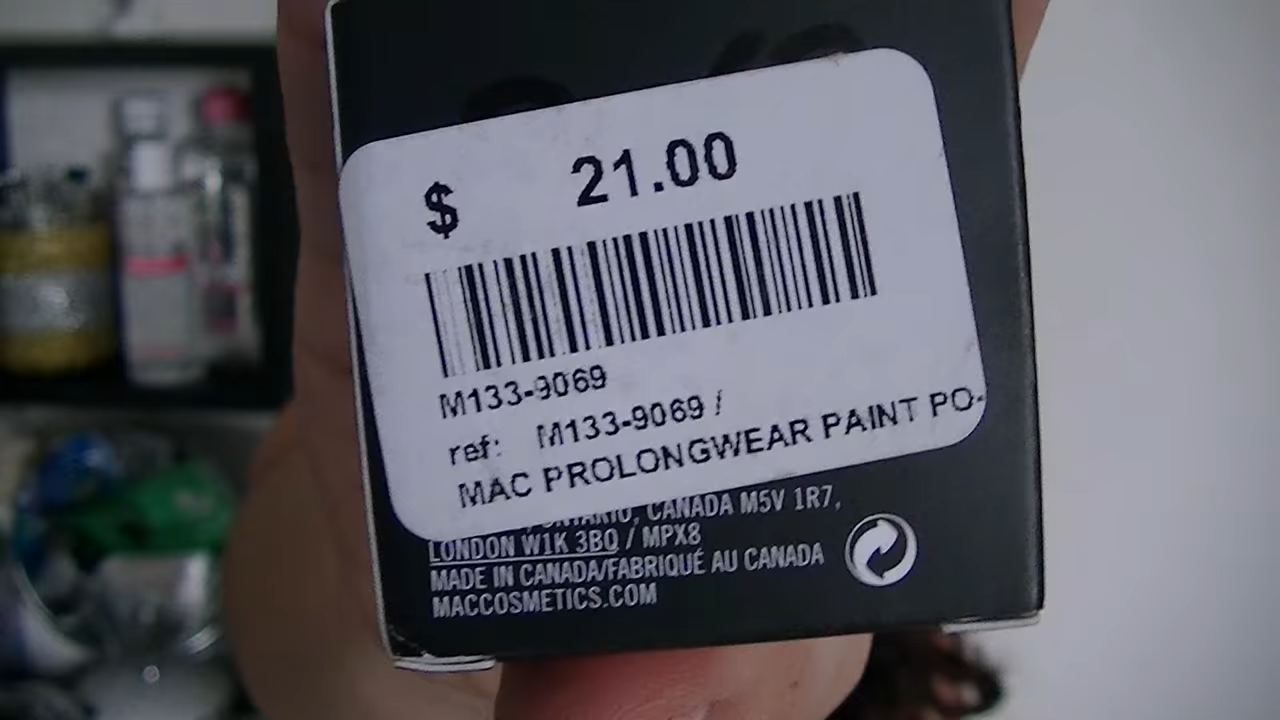 $ 21.00
M133-9069
ref: M133-9069 /
MAC PROLONGWEAR PAINT PO-
ONTARIO, CANADA M5V 1R7,
LONDON W1K 3BQ / MPX8
MADE IN CANADA/FABRIQUÉ AU CANADA
MACCOSMETICS.COM